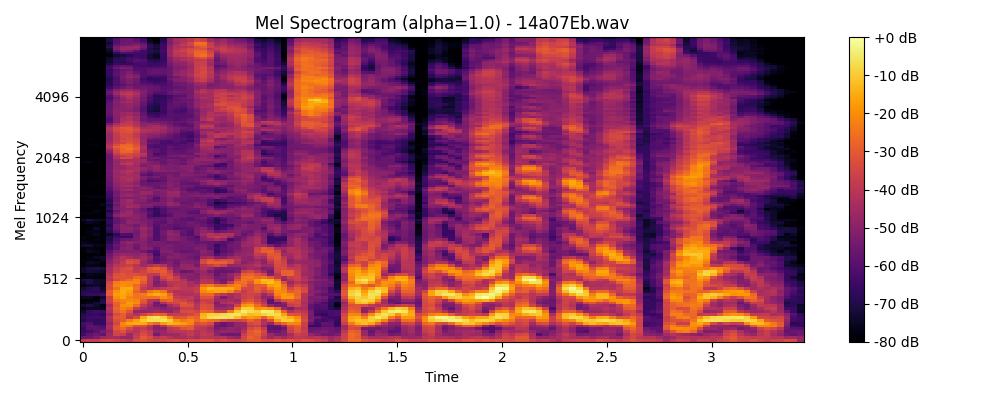 Mel Spectrogram (alpha=1.0) - 14a07Eb.wav
Mel Frequency
4096
2048
1024
512
0
0
0.5
1
1.5
2
2.5
3
Time
+0 dB
-10 dB
-20 dB
-30 dB
-40 dB
-50 dB
-60 dB
-70 dB
-80 dB